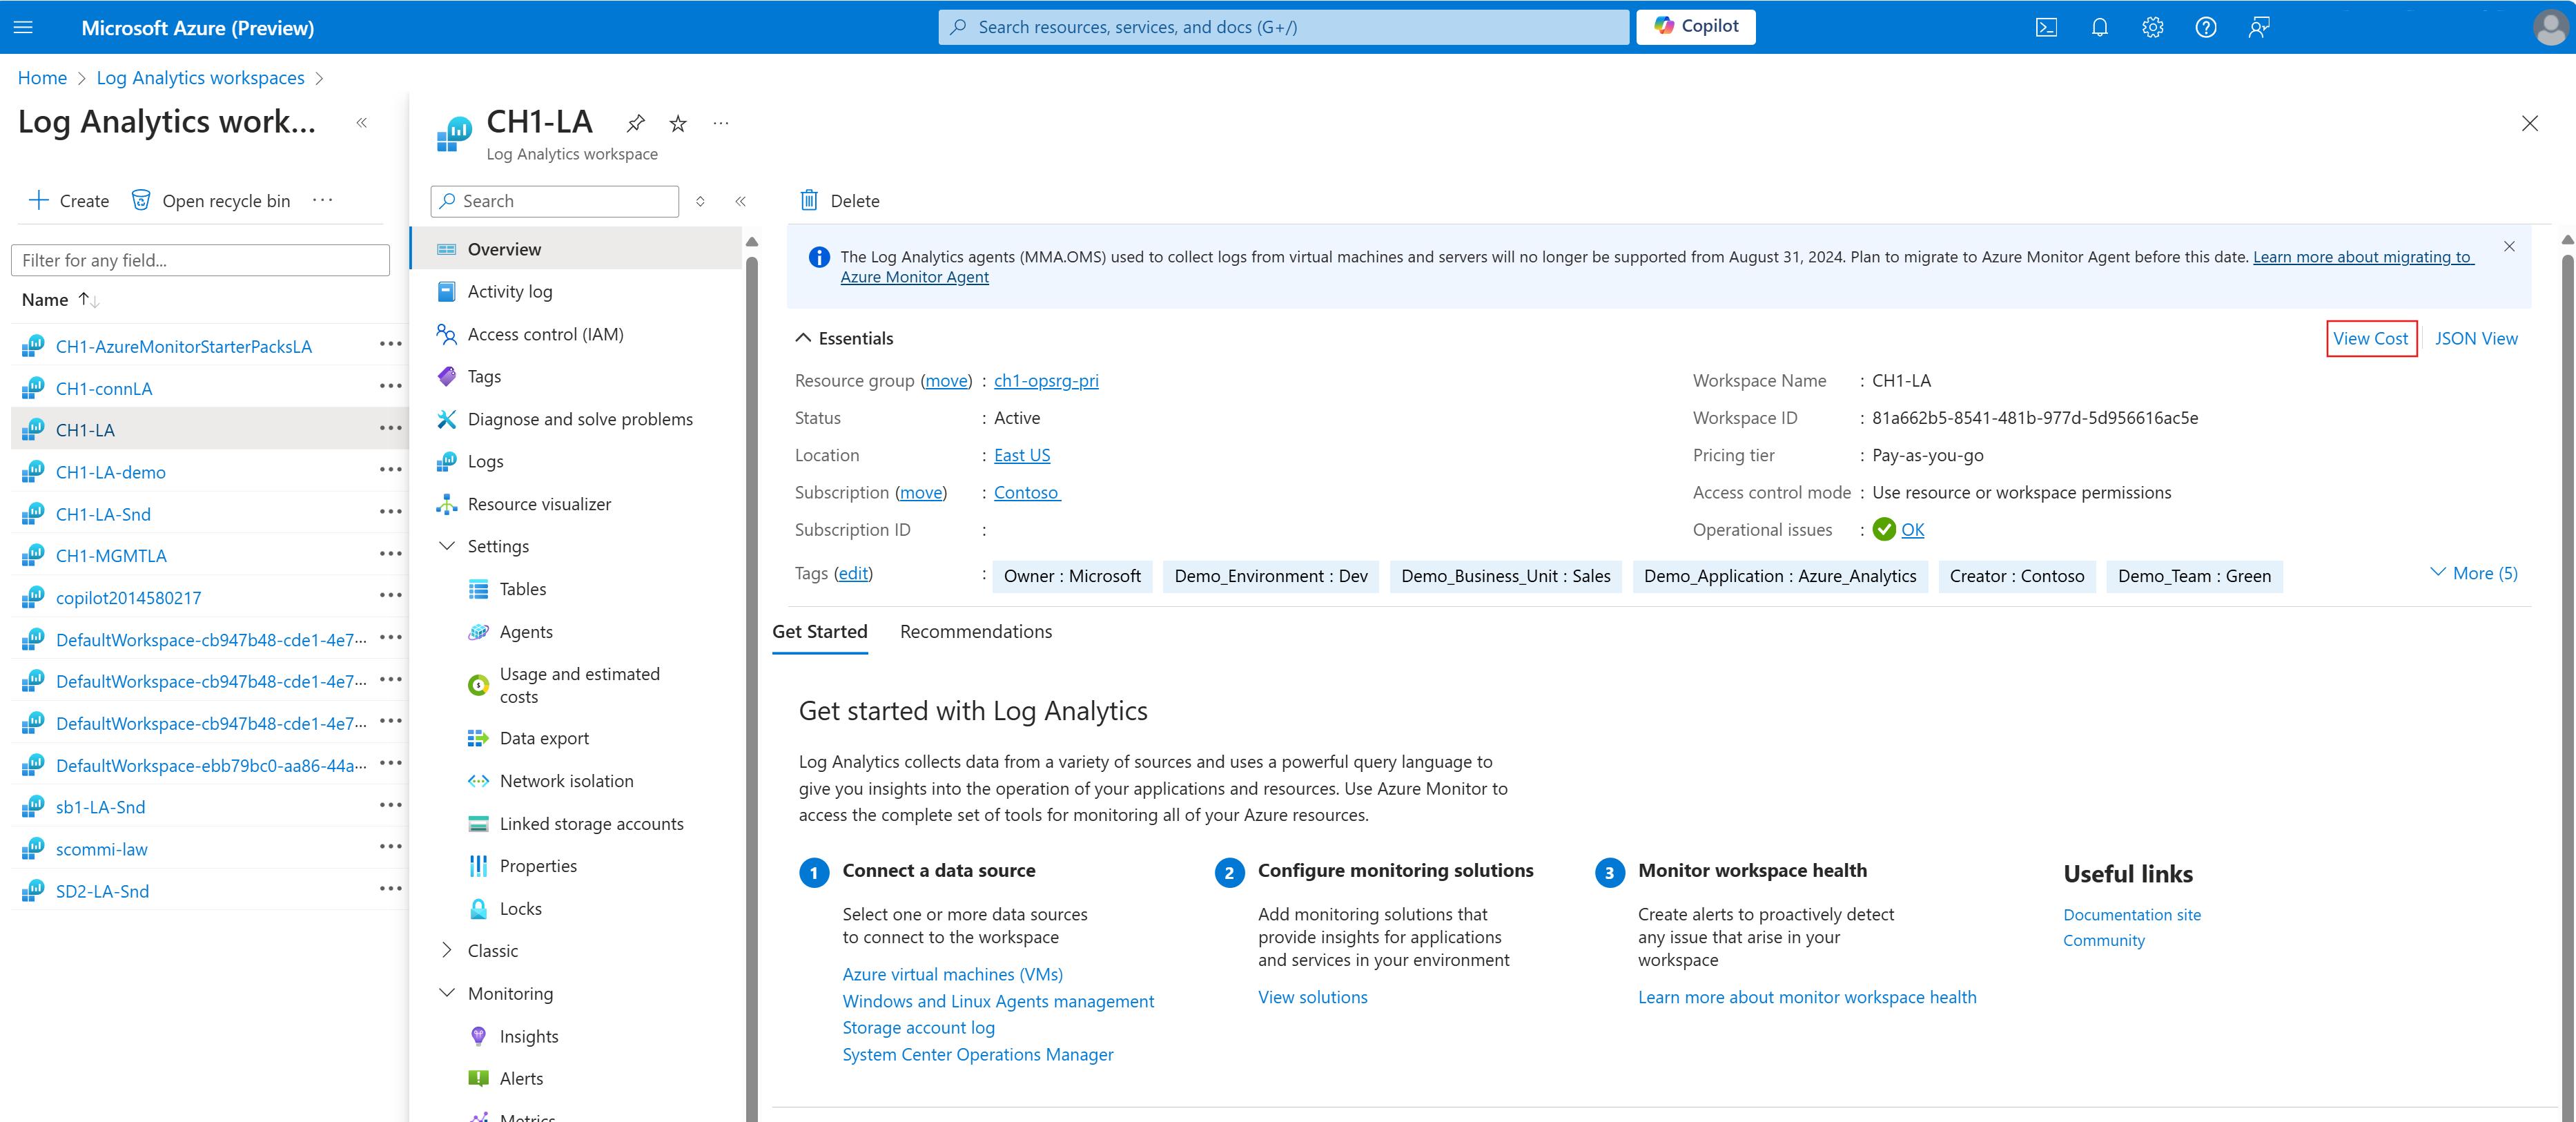 Microsoft Azure (Preview)
Search resources, services, and docs (G+/)
Copilot
Home > Log Analytics workspaces >
Log Analytics work...
Create
Open recycle bin
Filter for any field...
Name
CH1-AzureMonitorStarterPacksLA
CH1-connLA
CH1-LA
CH1-LA-demo
CH1-LA-Snd
CH1-MGMTLA
copilot2014580217
DefaultWorkspace-cb947b48-cde1-4e7...
DefaultWorkspace-cb947b48-cde1-4e7...
DefaultWorkspace-cb947b48-cde1-4e7...
DefaultWorkspace-ebb79bc0-aa86-44a...
sb1-LA-Snd
scommi-law
SD2-LA-Snd
CH1-LA
Log Analytics workspace
Search
Overview
Activity log
Access control (IAM)
Tags
Diagnose and solve problems
Logs
Resource visualizer
Settings
Tables
Agents
Usage and estimated
costs
Data export
Network isolation
Linked storage accounts
Properties
Locks
Classic
Monitoring
Insights
Alerts
Metrics
Delete
The Log Analytics agents (MMA.OMS) used to collect logs from virtual machines and servers will no longer be supported from August 31, 2024. Plan to migrate to Azure Monitor Agent before this date. Learn more about migrating to
Azure Monitor Agent
Essentials
View Cost
JSON View
Resource group (move) : ch1-opsrg-pri
Status : Active
Location : East US
Subscription (move) : Contoso
Subscription ID :
Workspace Name : CH1-LA
Workspace ID : 81a662b5-8541-481b-977d-5d956616ac5e
Pricing tier : Pay-as-you-go
Access control mode : Use resource or workspace permissions
Operational issues : OK
Tags (edit) : Owner : Microsoft Demo_Environment : Dev Demo_Business_Unit : Sales Demo_Application : Azure_Analytics Creator : Contoso Demo_Team : Green More (5)
Get Started
Recommendations
Get started with Log Analytics
Log Analytics collects data from a variety of sources and uses a powerful query language to
give you insights into the operation of your applications and resources. Use Azure Monitor to
access the complete set of tools for monitoring all of your Azure resources.
1 Connect a data source
Select one or more data sources
to connect to the workspace
Azure virtual machines (VMs)
Windows and Linux Agents management
Storage account log
System Center Operations Manager
2 Configure monitoring solutions
Add monitoring solutions that
provide insights for applications
and services in your environment
View solutions
3 Monitor workspace health
Create alerts to proactively detect
any issue that arise in your
workspace
Learn more about monitor workspace health
Useful links
Documentation site
Community